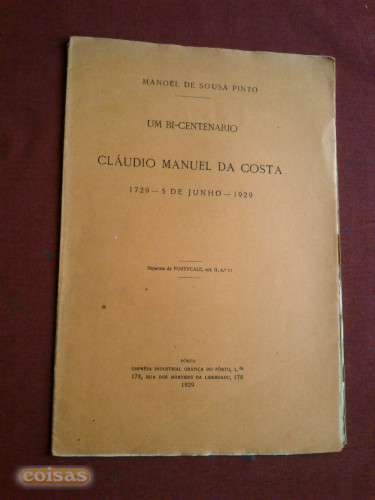 MANOEL DE SOUSA PINTO
UM BI-CENTENARIO
CLÁUDIO MANUEL DA COSTA
1729 — 5 DE JUNHO — 1929
Separata de PORTVCALE, vol. II, n.º 11
PÔRTO
EMPRÊSA INDUSTRIAL GRÁFICA DO PÔRTO, L.da
178, RUA DOS MÁRTIRES DA LIBERDADE, 178
1929
coisas